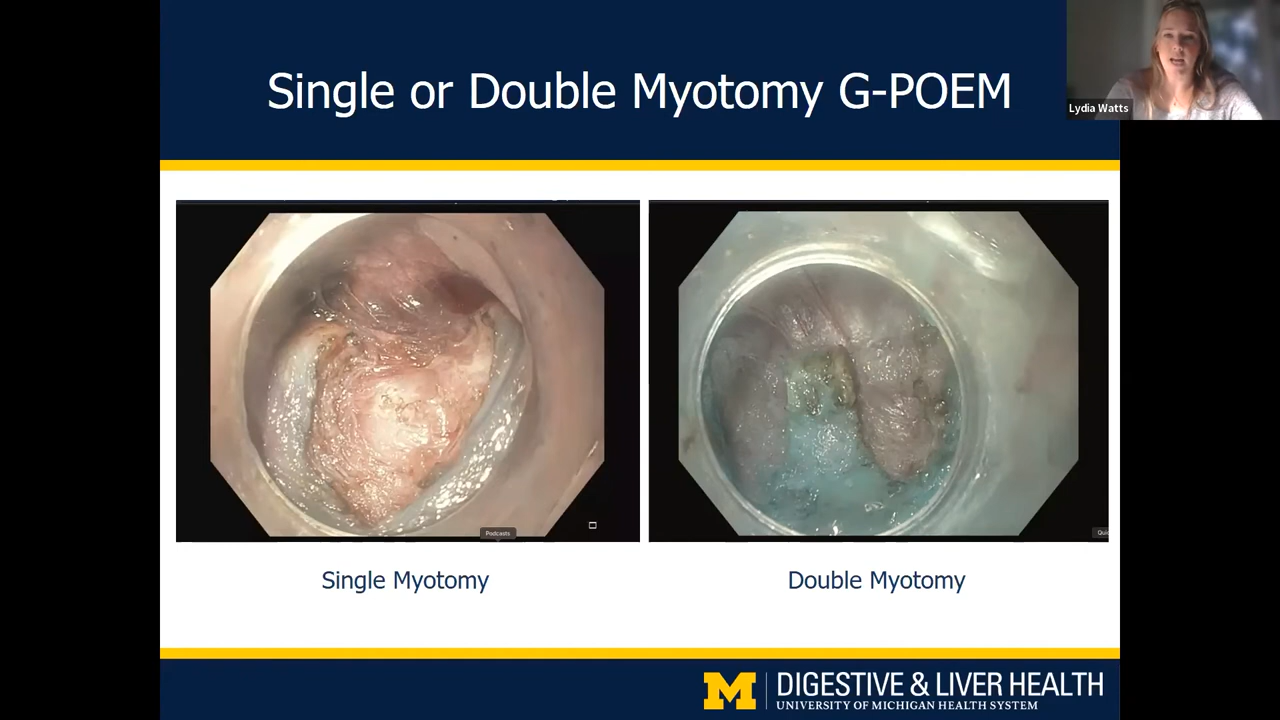 Single or Double Myotomy G-POEM
Lydia Watts
Podcasts
Single Myotomy
Double Myotomy
M
DIGESTIVE & LIVER HEALTH
UNIVERSITY OF MICHIGAN HEALTH SYSTEM